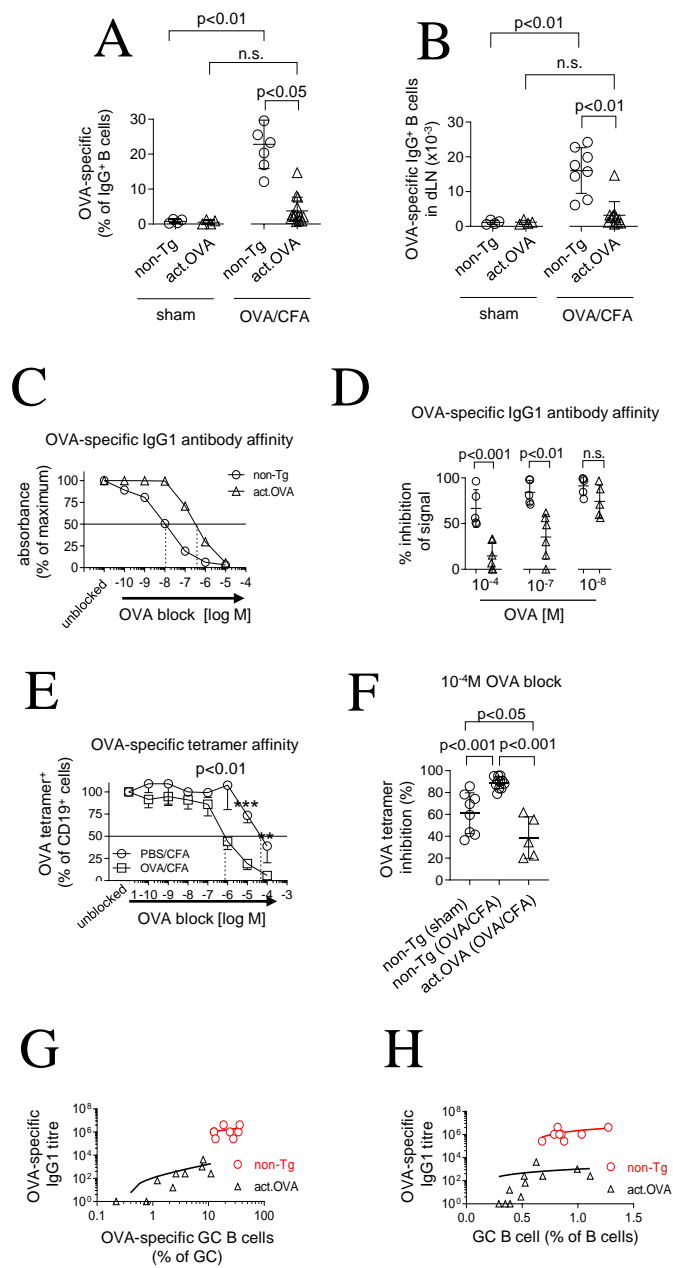 A
p<0.01
n.s.
p<0.05
OVA-specific
(% of IgG+ B cells)
30
20
10
0
non-Tg
act.OVA
non-Tg
act.OVA
sham
OVA/CFA
B
p<0.01
n.s.
p<0.01
OVA-specific IgG+ B cells
in dLN (x10-3)
30
20
10
0
non-Tg
act.OVA
non-Tg
act.OVA
sham
OVA/CFA
C
OVA-specific IgG1 antibody affinity
non-Tg
act.OVA
absorbance
(% of maximum)
100
75
50
25
0
unblocked
-10 -9 -8 -7 -6 -5 -4
OVA block [log M]
D
OVA-specific IgG1 antibody affinity
p<0.001
p<0.01
n.s.
% inhibition
of signal
100
50
0
10-4
10-7
10-8
OVA [M]
E
OVA-specific tetramer affinity
p<0.01
***
**
OVA tetramer+
(% of CD19+ cells)
100
75
50
25
0
PBS/CFA
OVA/CFA
unblocked
1-10 -9 -8 -7 -6 -5 -4 -3
OVA block [log M]
F
10-4M OVA block
p<0.05
p<0.001
p<0.001
OVA tetramer
inhibition (%)
100
80
60
40
20
0
non-Tg (sham)
non-Tg (OVA/CFA)
act.OVA (OVA/CFA)
G
OVA-specific
IgG1 titre
108
106
104
102
100
0.1 1 10 100
non-Tg
act.OVA
OVA-specific GC B cells
(% of GC)
H
OVA-specific
IgG1 titre
108
106
104
102
100
0.0 0.5 1.0 1.5
non-Tg
act.OVA
GC B cell (% of B cells)